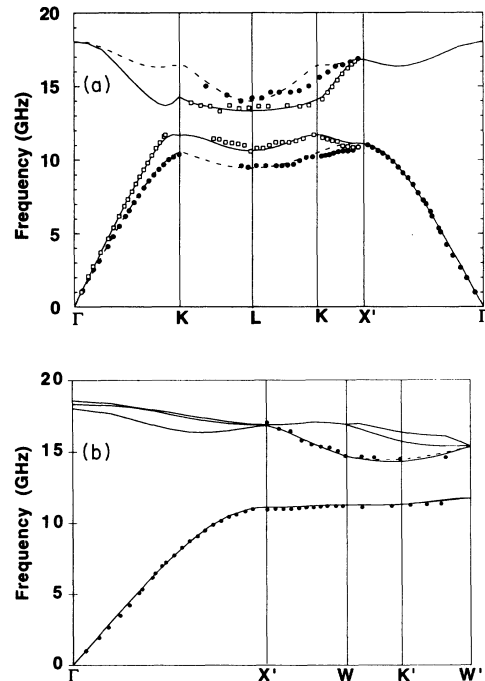 20
15
10
5
0
Frequency (GHz)
(a)
Γ K L K X' Γ
20
15
10
5
0
Frequency (GHz)
(b)
Γ X' W K' W'